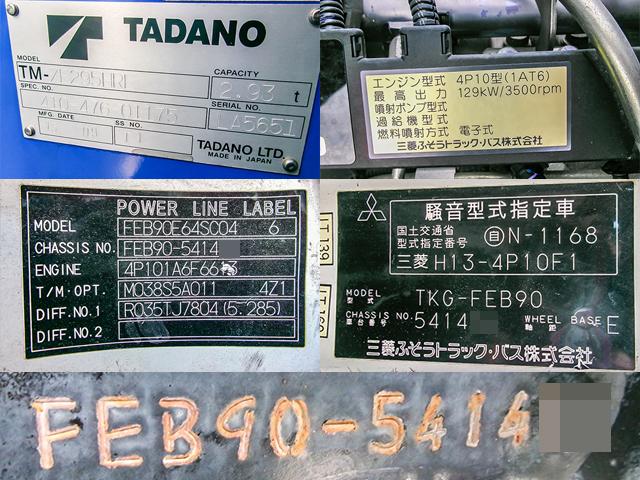 TADANO
MODEL
TM-ZE295HRF
CAPACITY
2.93 t
SPEC. NO.
SERIAL NO.
LA5651
MFG. DATE
SS NO.
TADANO LTD.
MADE IN JAPAN
エンジン型式 4P10型(1AT6)
最高出力 129kW/3500rpm
噴射ポンプ型式
過給機型式
燃料噴射方式 電子式
三菱ふそうトラック・バス株式会社
POWER LINE LABEL
MODEL FEB90E64SC04 6
CHASSIS NO. FEB90-5414
ENGINE 4P101A6F66
T/M·OPT. M038S5A011 4Z1
DIFF.NO.1 R035TJ7804(5.285)
DIFF.NO.2
騒音型式指定車
国土交通省
型式指定番号 自N-1168
三菱 H13-4P10F1
MODEL
型式 TKG-FEB90
CHASSIS NO.
車台番号 5414
WHEEL BASE
軸距 E
三菱ふそうトラック・バス株式会社
FEB90-5414